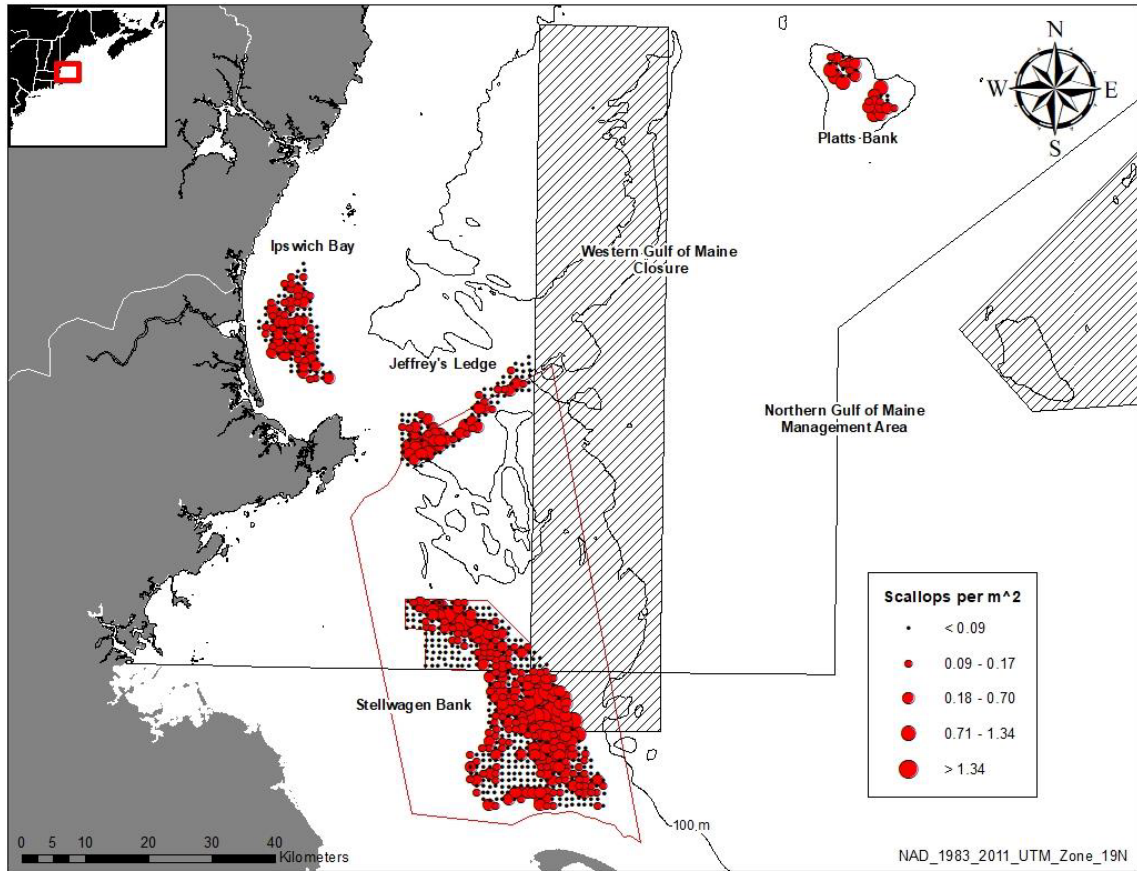 N
W E
S
Platts Bank
Ipswich Bay
Western Gulf of Maine
Closure
Jeffrey's Ledge
Northern Gulf of Maine
Management Area
Scallops per m^2
< 0.09
0.09 - 0.17
0.18 - 0.70
0.71 - 1.34
> 1.34
Stellwagen Bank
100 m
0 5 10 20 30 40
Kilometers
NAD_1983_2011_UTM_Zone_19N